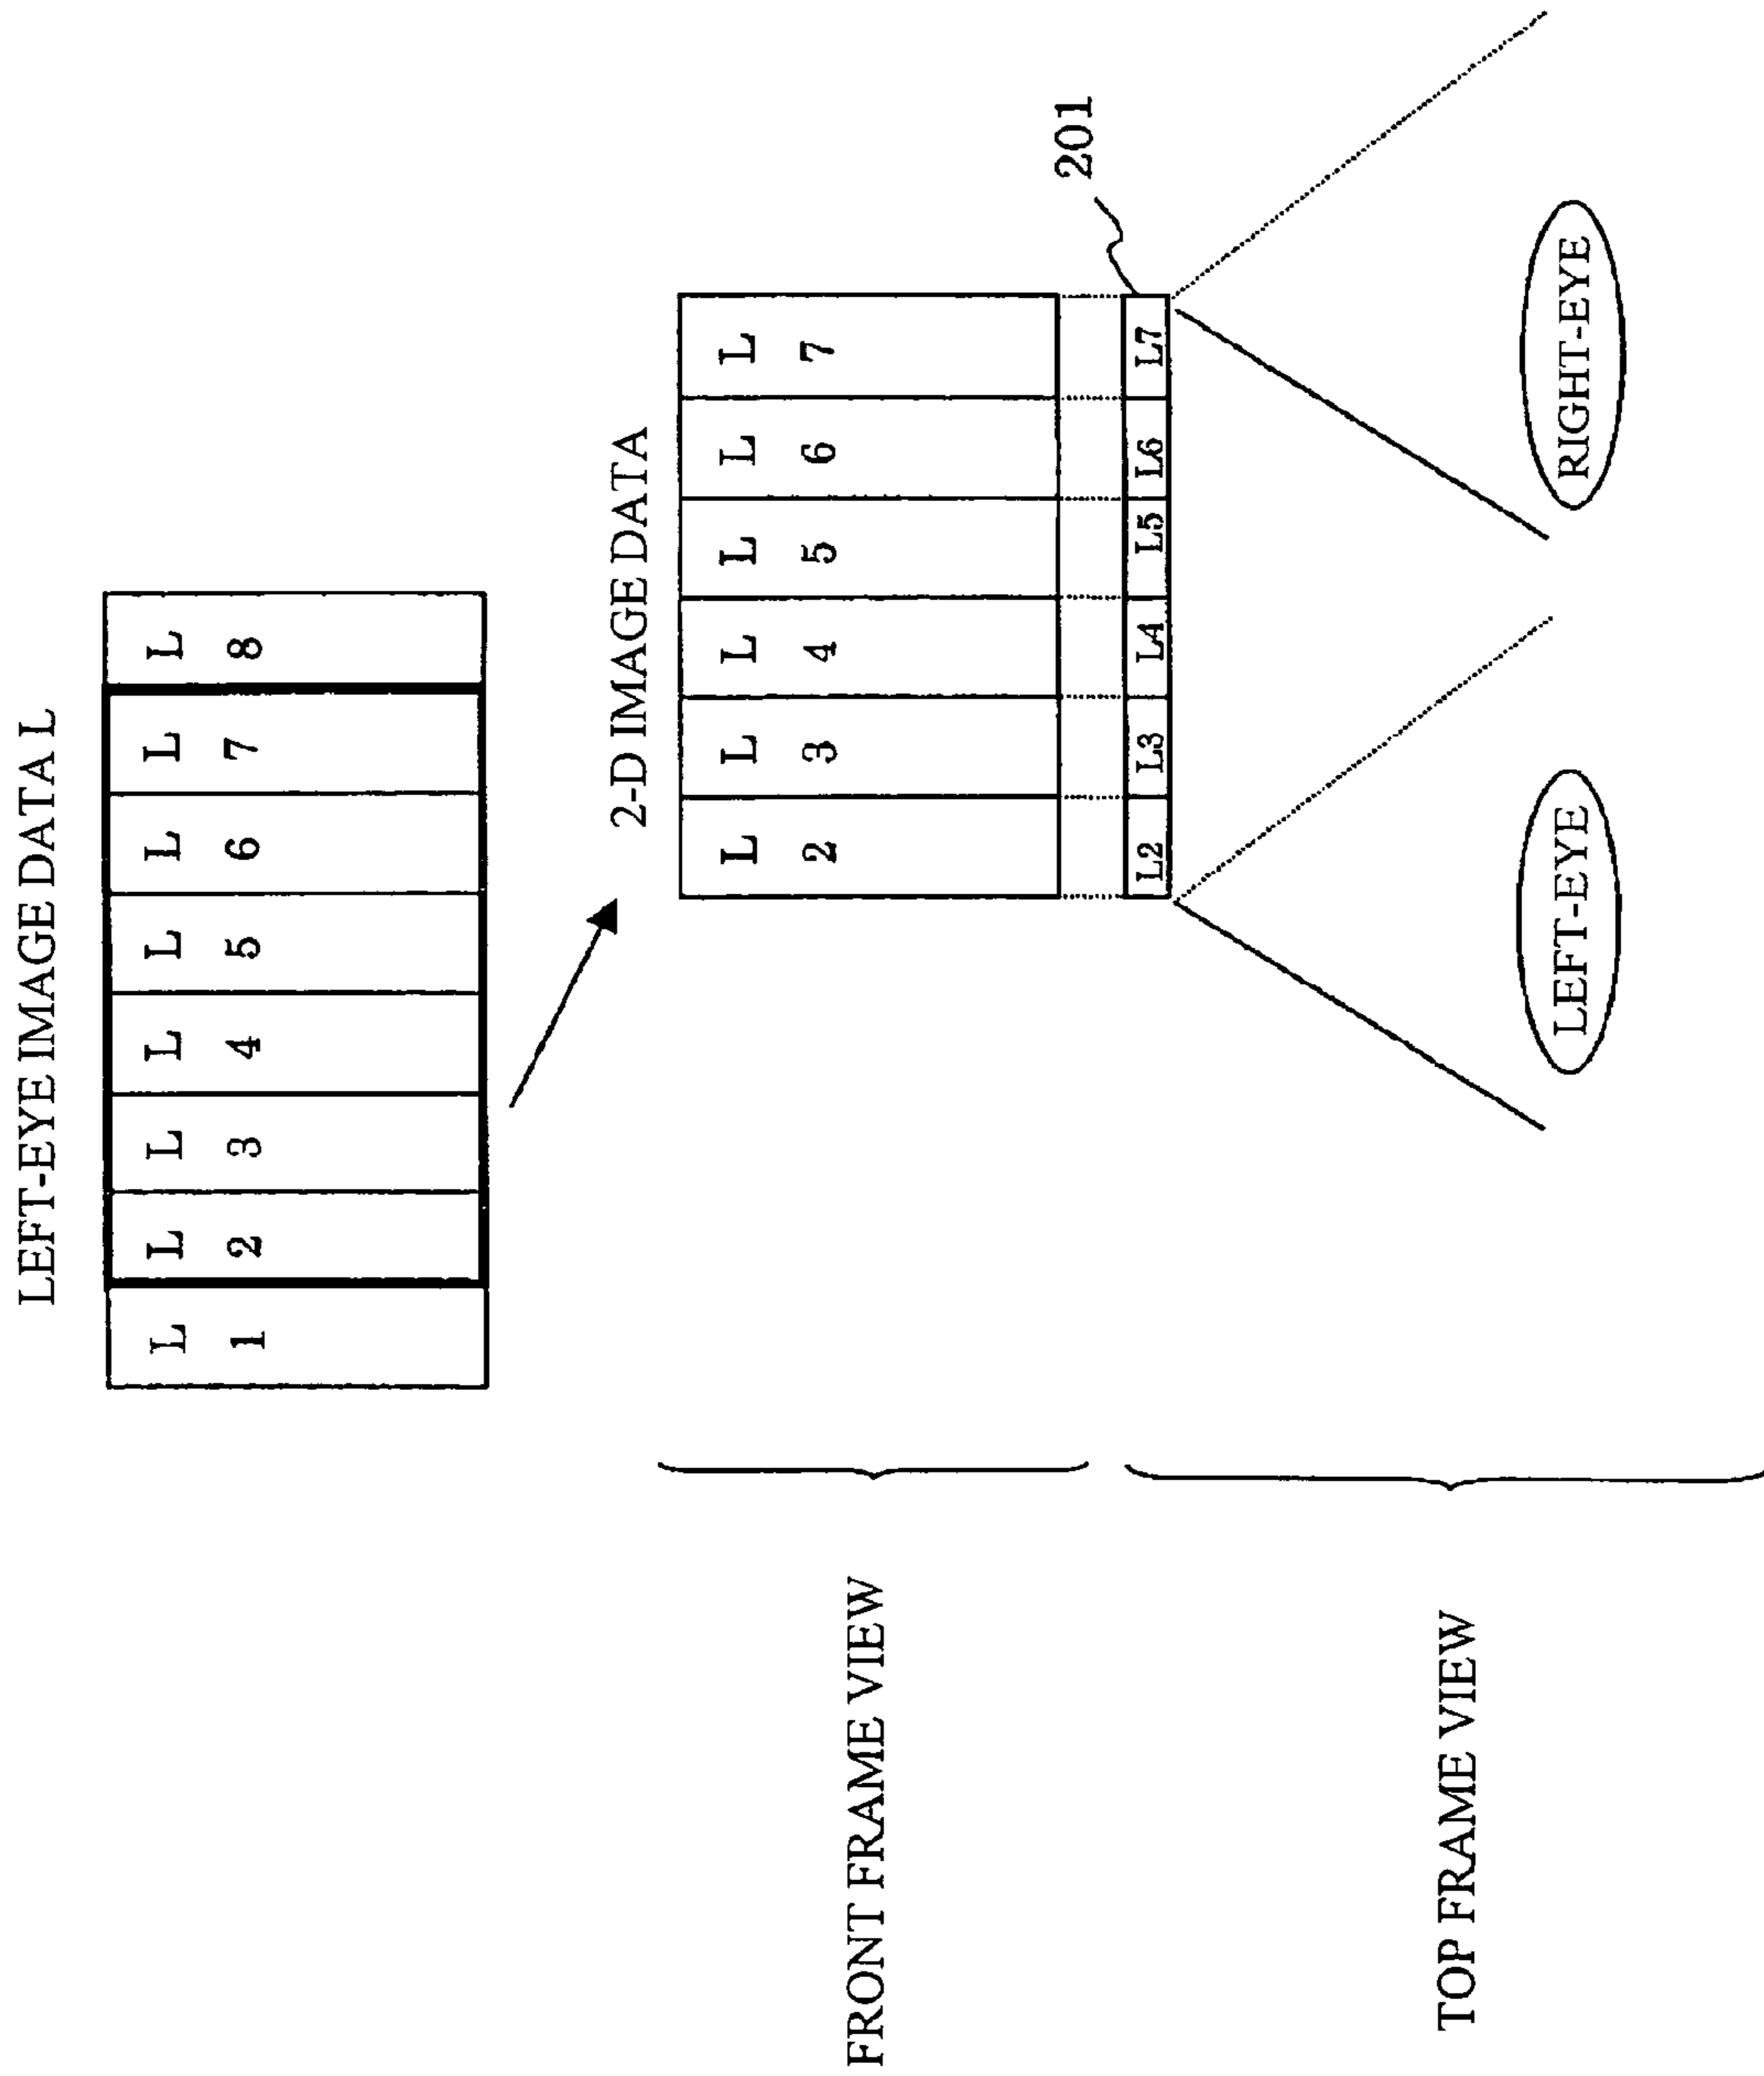 LEFT-EYE IMAGE DATA L
L L L L L L L L
1 2 3 4 5 6 7 8
2-D IMAGE DATA
FRONT FRAME VIEW
L L L L L L
2 3 4 5 6 7
201
TOP FRAME VIEW
L2 L3 L4 L5 L6 L7
LEFT-EYE RIGHT-EYE